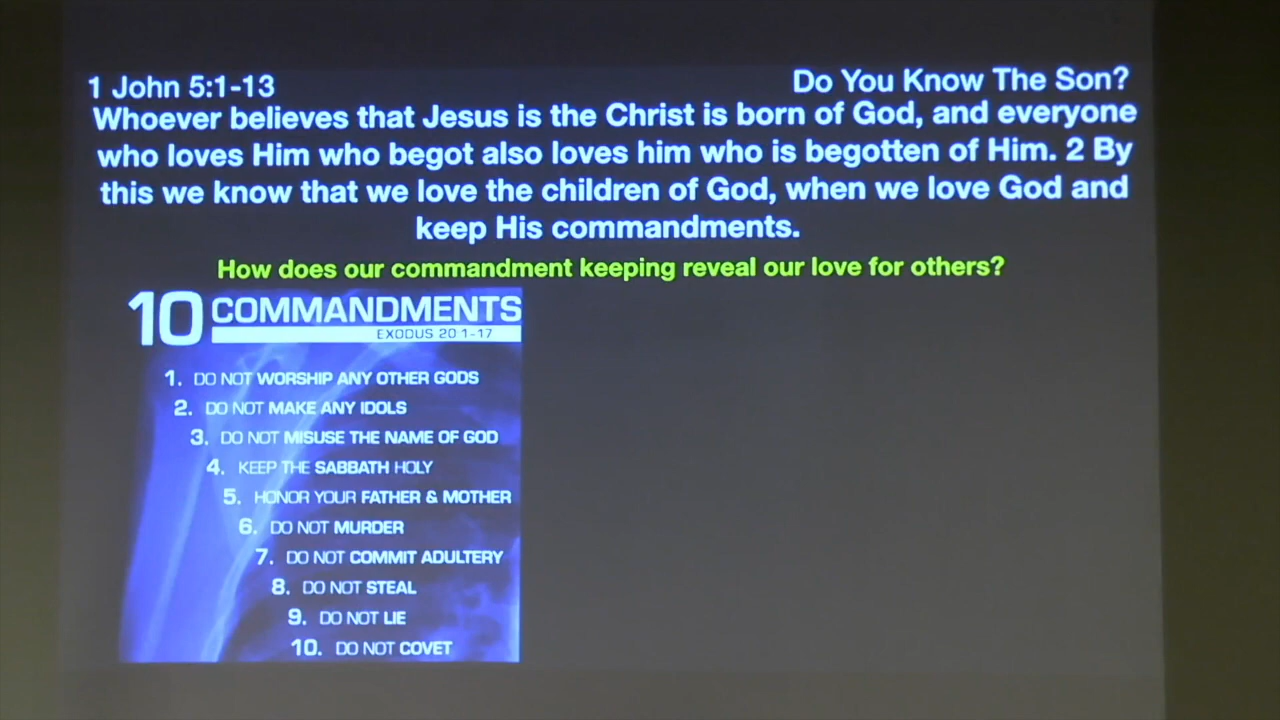 1 John 5:1-13 Do You Know The Son?
Whoever believes that Jesus is the Christ is born of God, and everyone
who loves Him who begot also loves him who is begotten of Him. 2 By
this we know that we love the children of God, when we love God and
keep His commandments.
How does our commandment keeping reveal our love for others?
10 COMMANDMENTS
EXODUS 20:1-17
1. DO NOT WORSHIP ANY OTHER GODS
2. DO NOT MAKE ANY IDOLS
3. DO NOT MISUSE THE NAME OF GOD
4. KEEP THE SABBATH HOLY
5. HONOR YOUR FATHER & MOTHER
6. DO NOT MURDER
7. DO NOT COMMIT ADULTERY
8. DO NOT STEAL
9. DO NOT LIE
10. DO NOT COVET